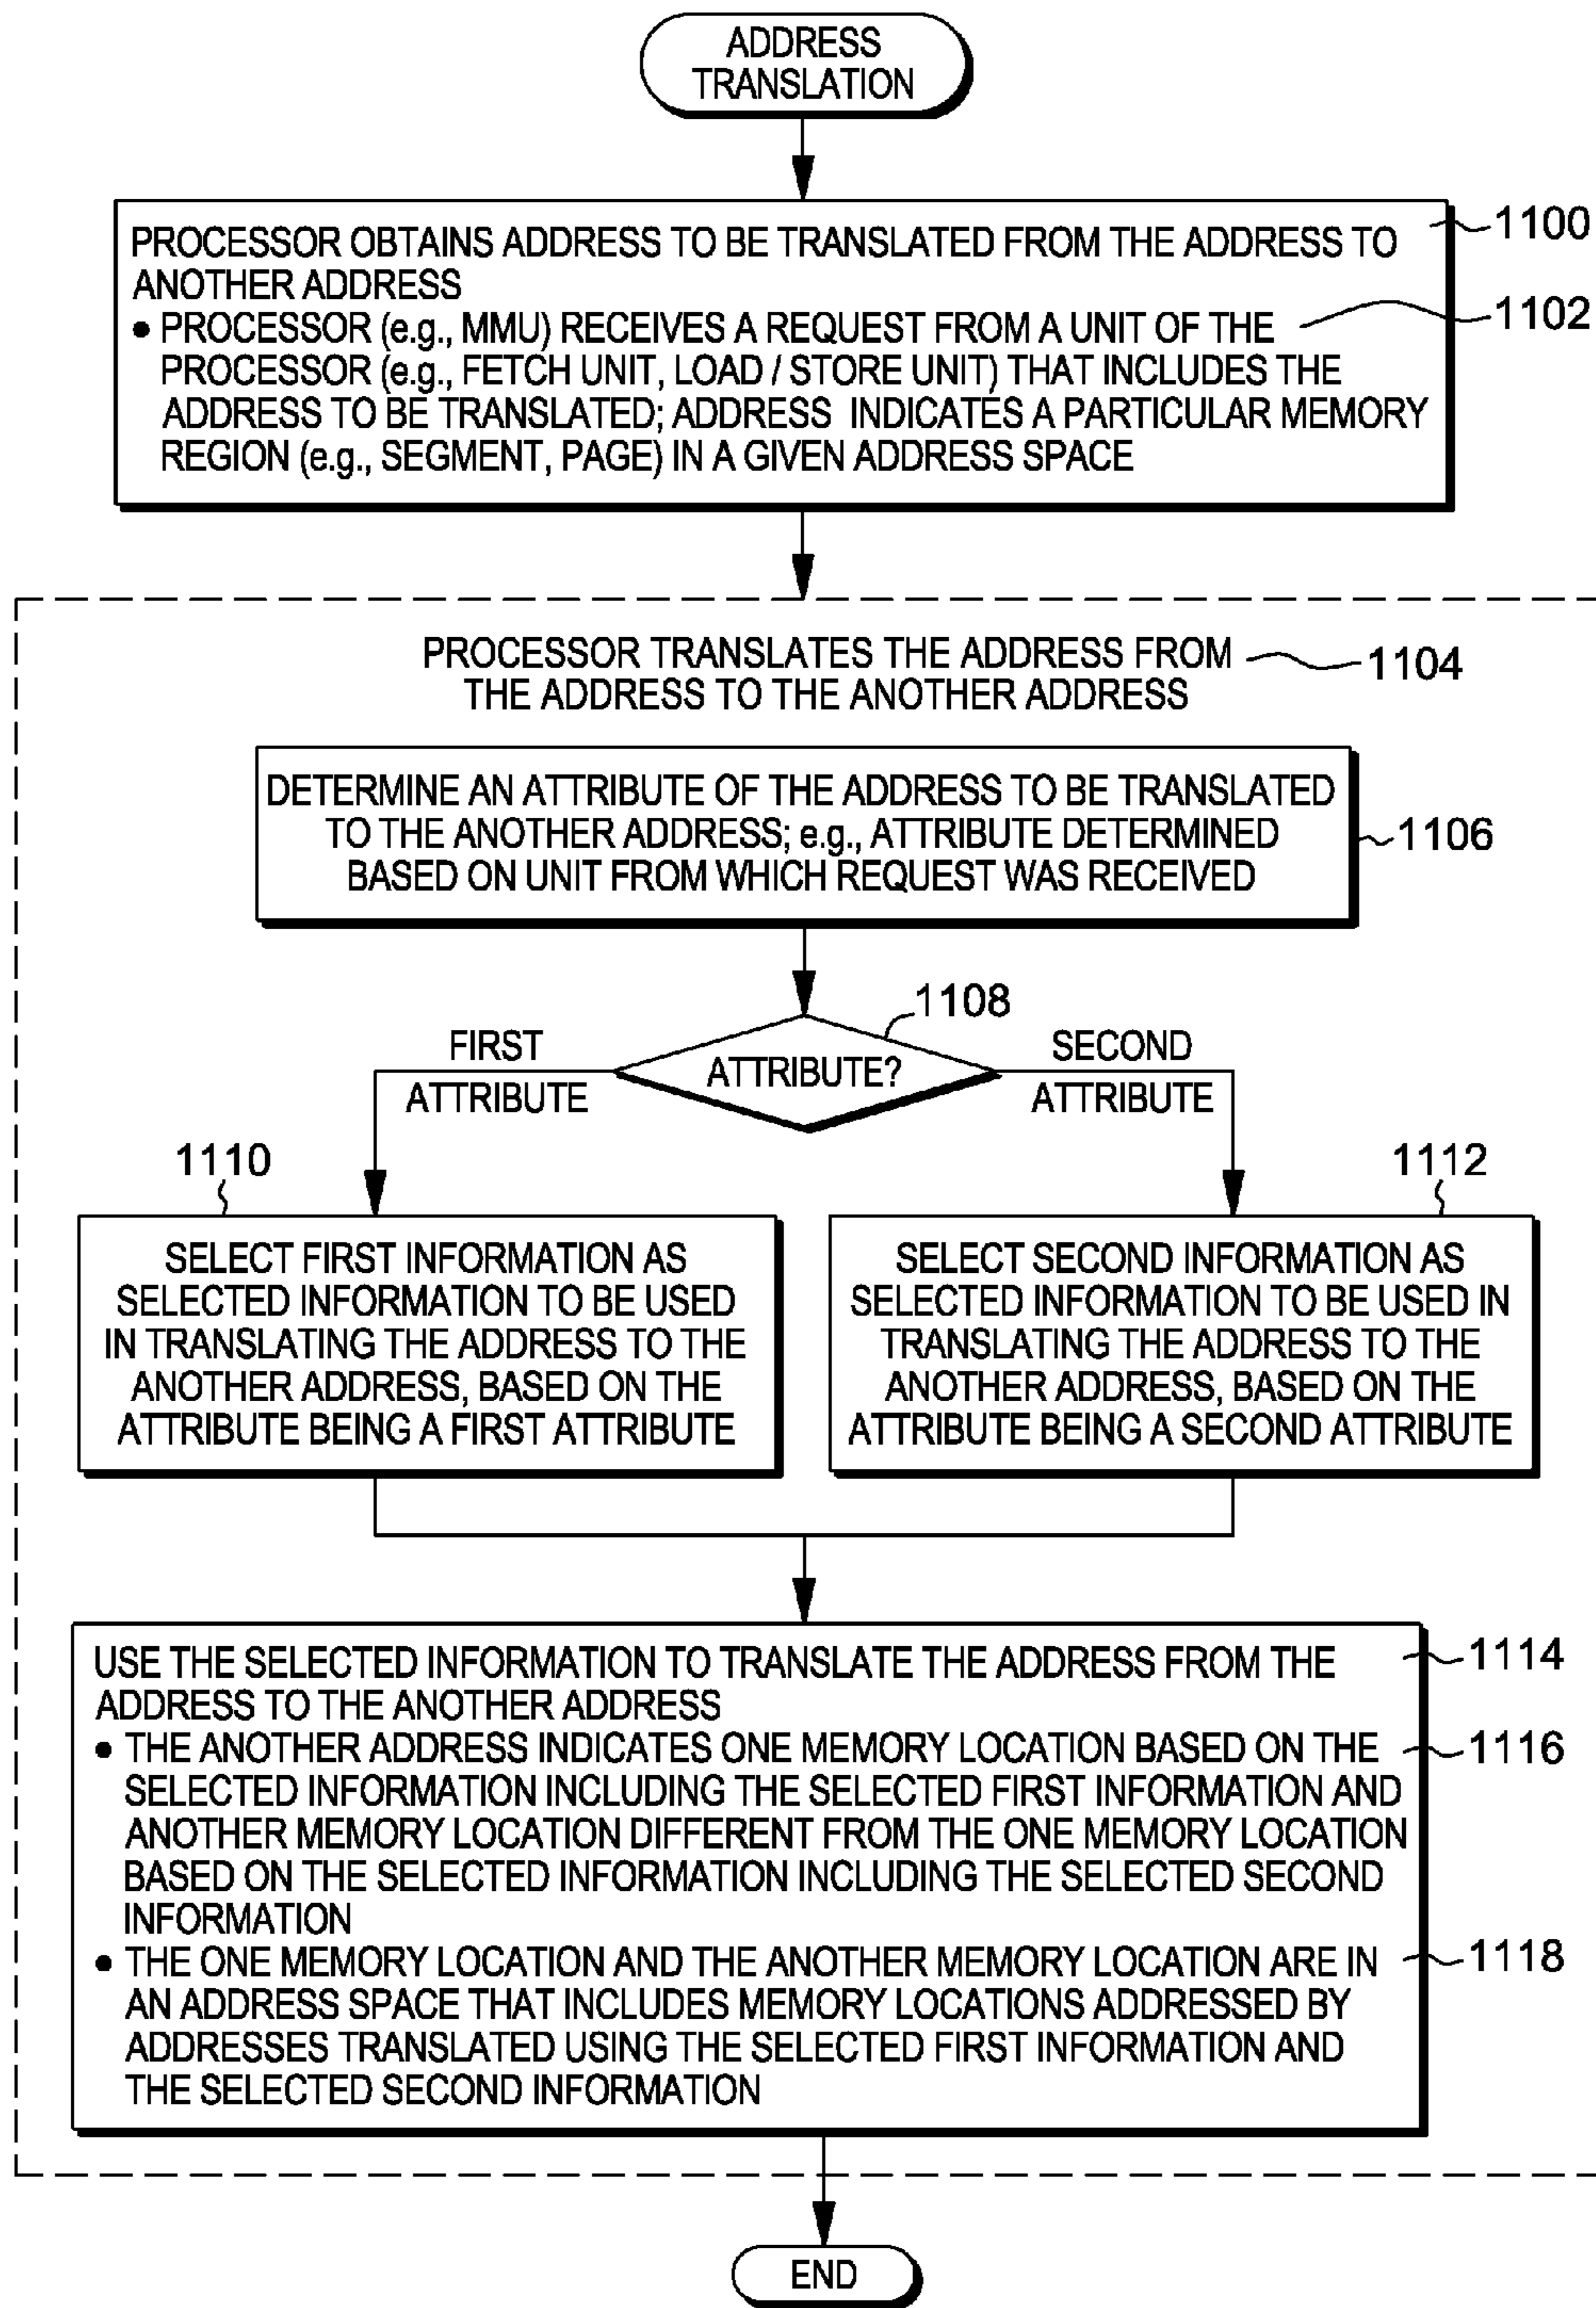 ADDRESS
TRANSLATION
PROCESSOR OBTAINS ADDRESS TO BE TRANSLATED FROM THE ADDRESS TO
ANOTHER ADDRESS
1100
• PROCESSOR (e.g., MMU) RECEIVES A REQUEST FROM A UNIT OF THE
PROCESSOR (e.g., FETCH UNIT, LOAD / STORE UNIT) THAT INCLUDES THE
ADDRESS TO BE TRANSLATED; ADDRESS INDICATES A PARTICULAR MEMORY
REGION (e.g., SEGMENT, PAGE) IN A GIVEN ADDRESS SPACE
1102
PROCESSOR TRANSLATES THE ADDRESS FROM
THE ADDRESS TO THE ANOTHER ADDRESS
1104
DETERMINE AN ATTRIBUTE OF THE ADDRESS TO BE TRANSLATED
TO THE ANOTHER ADDRESS; e.g., ATTRIBUTE DETERMINED
BASED ON UNIT FROM WHICH REQUEST WAS RECEIVED
1106
1108
ATTRIBUTE?
FIRST
ATTRIBUTE
SECOND
ATTRIBUTE
1110
SELECT FIRST INFORMATION AS
SELECTED INFORMATION TO BE USED
IN TRANSLATING THE ADDRESS TO THE
ANOTHER ADDRESS, BASED ON THE
ATTRIBUTE BEING A FIRST ATTRIBUTE
1112
SELECT SECOND INFORMATION AS
SELECTED INFORMATION TO BE USED IN
TRANSLATING THE ADDRESS TO THE
ANOTHER ADDRESS, BASED ON THE
ATTRIBUTE BEING A SECOND ATTRIBUTE
USE THE SELECTED INFORMATION TO TRANSLATE THE ADDRESS FROM THE
ADDRESS TO THE ANOTHER ADDRESS
1114
• THE ANOTHER ADDRESS INDICATES ONE MEMORY LOCATION BASED ON THE
SELECTED INFORMATION INCLUDING THE SELECTED FIRST INFORMATION AND
ANOTHER MEMORY LOCATION DIFFERENT FROM THE ONE MEMORY LOCATION
BASED ON THE SELECTED INFORMATION INCLUDING THE SELECTED SECOND
INFORMATION
1116
• THE ONE MEMORY LOCATION AND THE ANOTHER MEMORY LOCATION ARE IN
AN ADDRESS SPACE THAT INCLUDES MEMORY LOCATIONS ADDRESSED BY
ADDRESSES TRANSLATED USING THE SELECTED FIRST INFORMATION AND
THE SELECTED SECOND INFORMATION
1118
END